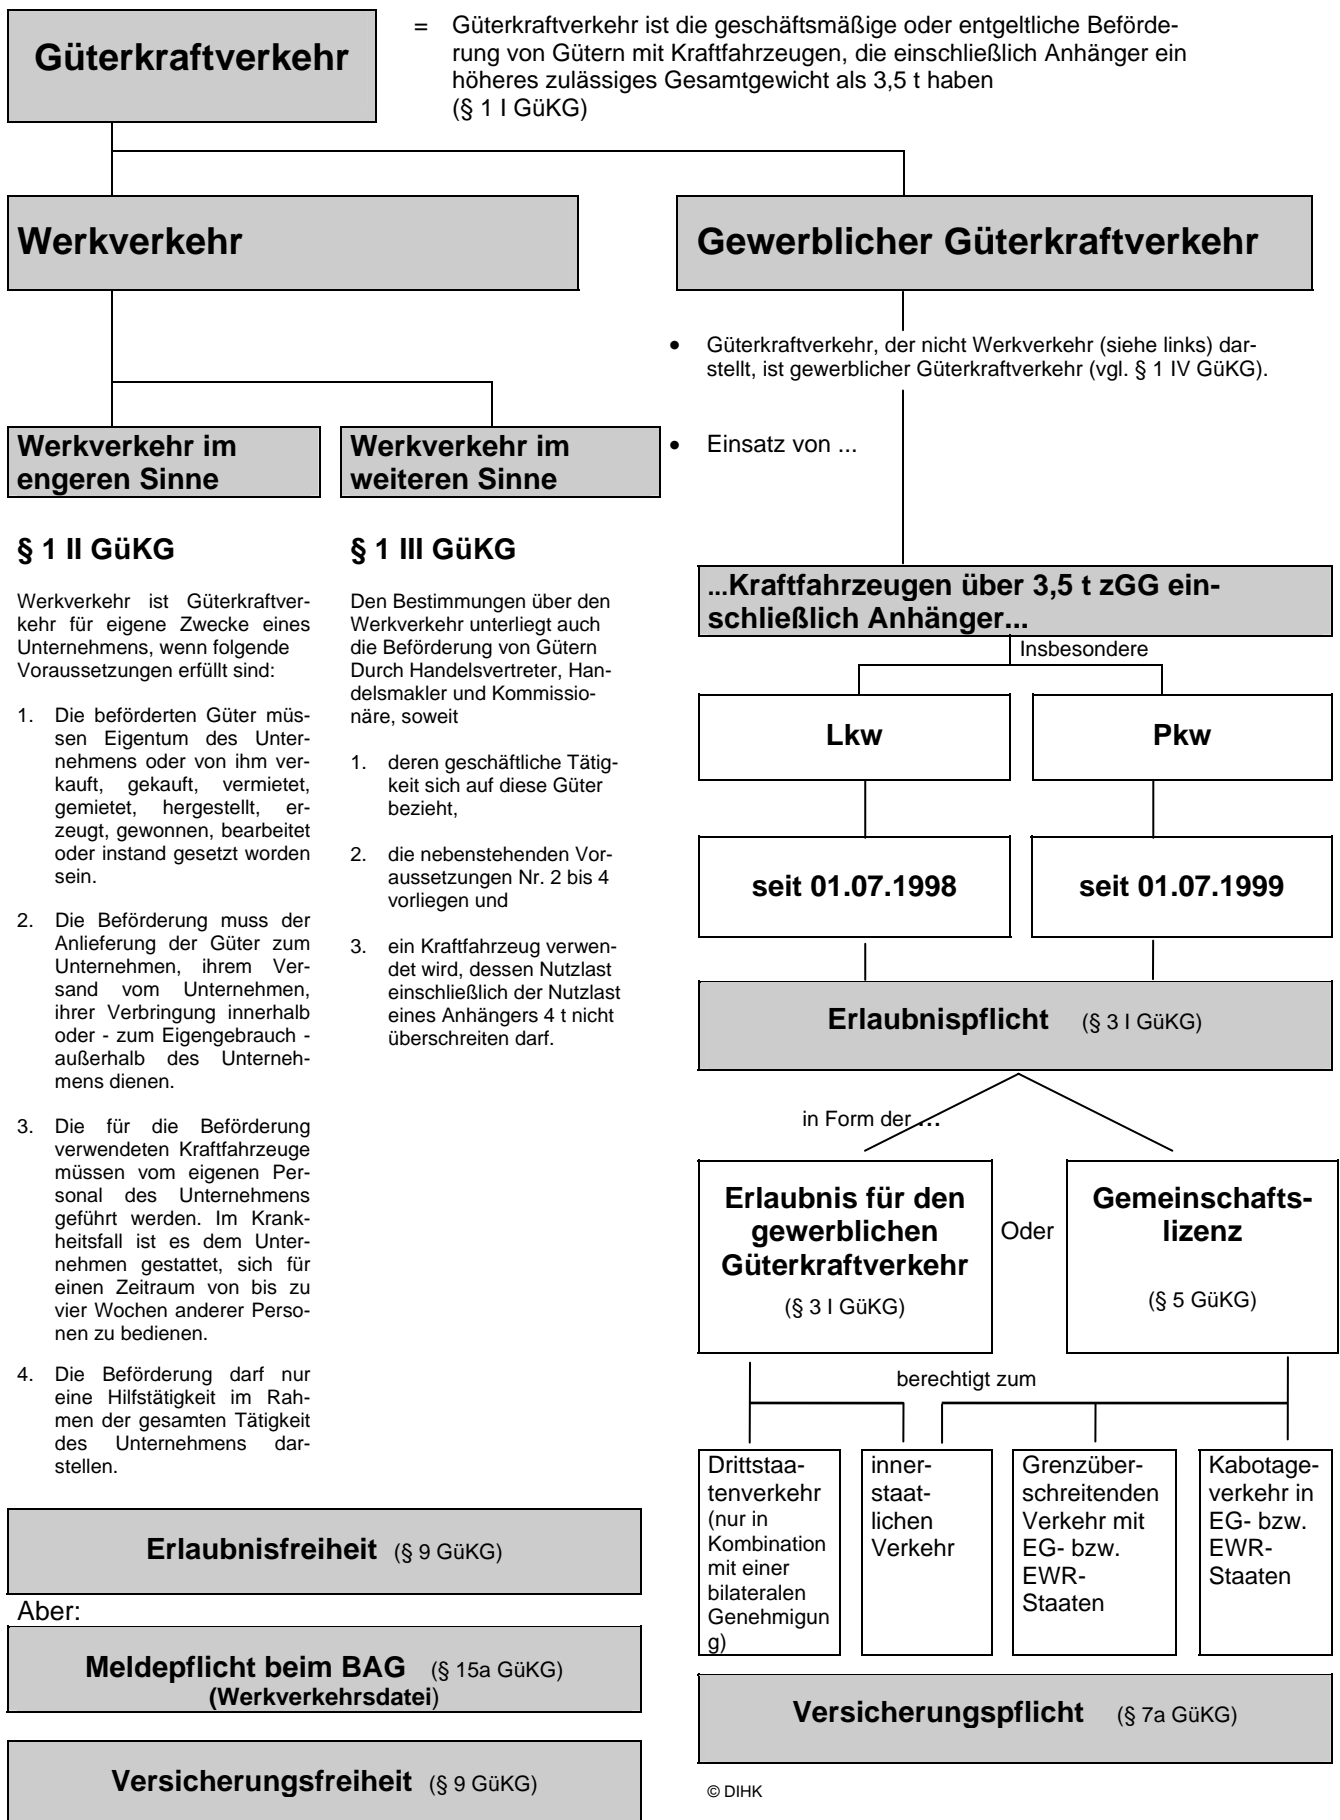 Güterkraftverkehr
= Güterkraftverkehr ist die geschäftsmäßige oder entgeltliche Beförde-
rung von Gütern mit Kraftfahrzeugen, die einschließlich Anhänger ein
höheres zulässiges Gesamtgewicht als 3,5 t haben
(§ 1 I GüKG)
Werkverkehr
Werkverkehr im
engeren Sinne
§ 1 II GüKG
Werkverkehr ist Güterkraftver-
kehr für eigene Zwecke eines
Unternehmens, wenn folgende
Voraussetzungen erfüllt sind:
1. Die beförderten Güter müs-
sen Eigentum des Unter-
nehmens oder von ihm ver-
kauft, gekauft, vermietet,
gemietet, hergestellt, er-
zeugt, gewonnen, bearbeitet
oder instand gesetzt worden
sein.
2. Die Beförderung muss der
Anlieferung der Güter zum
Unternehmen, ihrem Ver-
sand vom Unternehmen,
ihrer Verbringung innerhalb
oder - zum Eigengebrauch -
außerhalb des Unterneh-
mens dienen.
3. Die für die Beförderung
verwendeten Kraftfahrzeuge
müssen vom eigenen Per-
sonal des Unternehmens
geführt werden. Im Krank-
heitsfall ist es dem Unter-
nehmen gestattet, sich für
einen Zeitraum von bis zu
vier Wochen anderer Perso-
nen zu bedienen.
4. Die Beförderung darf nur
eine Hilfstätigkeit im Rah-
men der gesamten Tätigkeit
des Unternehmens dar-
stellen.
Werkverkehr im
weiteren Sinne
§ 1 III GüKG
Den Bestimmungen über den
Werkverkehr unterliegt auch
die Beförderung von Gütern
Durch Handelsvertreter, Han-
delsmakler und Kommissio-
näre, soweit
1. deren geschäftliche Tätig-
keit sich auf diese Güter
bezieht,
2. die nebenstehenden Vor-
aussetzungen Nr. 2 bis 4
vorliegen und
3. ein Kraftfahrzeug verwen-
det wird, dessen Nutzlast
einschließlich der Nutzlast
eines Anhängers 4 t nicht
überschreiten darf.
Erlaubnisfreiheit (§ 9 GüKG)
Aber:
Meldepflicht beim BAG (§ 15a GüKG)
(Werkverkehrsdatei)
Versicherungsfreiheit (§ 9 GüKG)
Gewerblicher Güterkraftverkehr
• Güterkraftverkehr, der nicht Werkverkehr (siehe links) dar-
stellt, ist gewerblicher Güterkraftverkehr (vgl. § 1 IV GüKG).
• Einsatz von ...
...Kraftfahrzeugen über 3,5 t zGG ein-
schließlich Anhänger...
Insbesondere
Lkw
Pkw
seit 01.07.1998
seit 01.07.1999
Erlaubnispflicht (§ 3 I GüKG)
in Form der ...
Erlaubnis für den
gewerblichen
Güterkraftverkehr
(§ 3 I GüKG)
Oder
Gemeinschafts-
lizenz
(§ 5 GüKG)
berechtigt zum
Drittstaa-
tenverkehr
(nur in
Kombination
mit einer
bilateralen
Genehmigun
g)
inner-
staat-
lichen
Verkehr
Grenzüber-
schreitenden
Verkehr mit
EG- bzw.
EWR-
Staaten
Kabotage-
verkehr in
EG- bzw.
EWR-
Staaten
Versicherungspflicht (§ 7a GüKG)
© DIHK